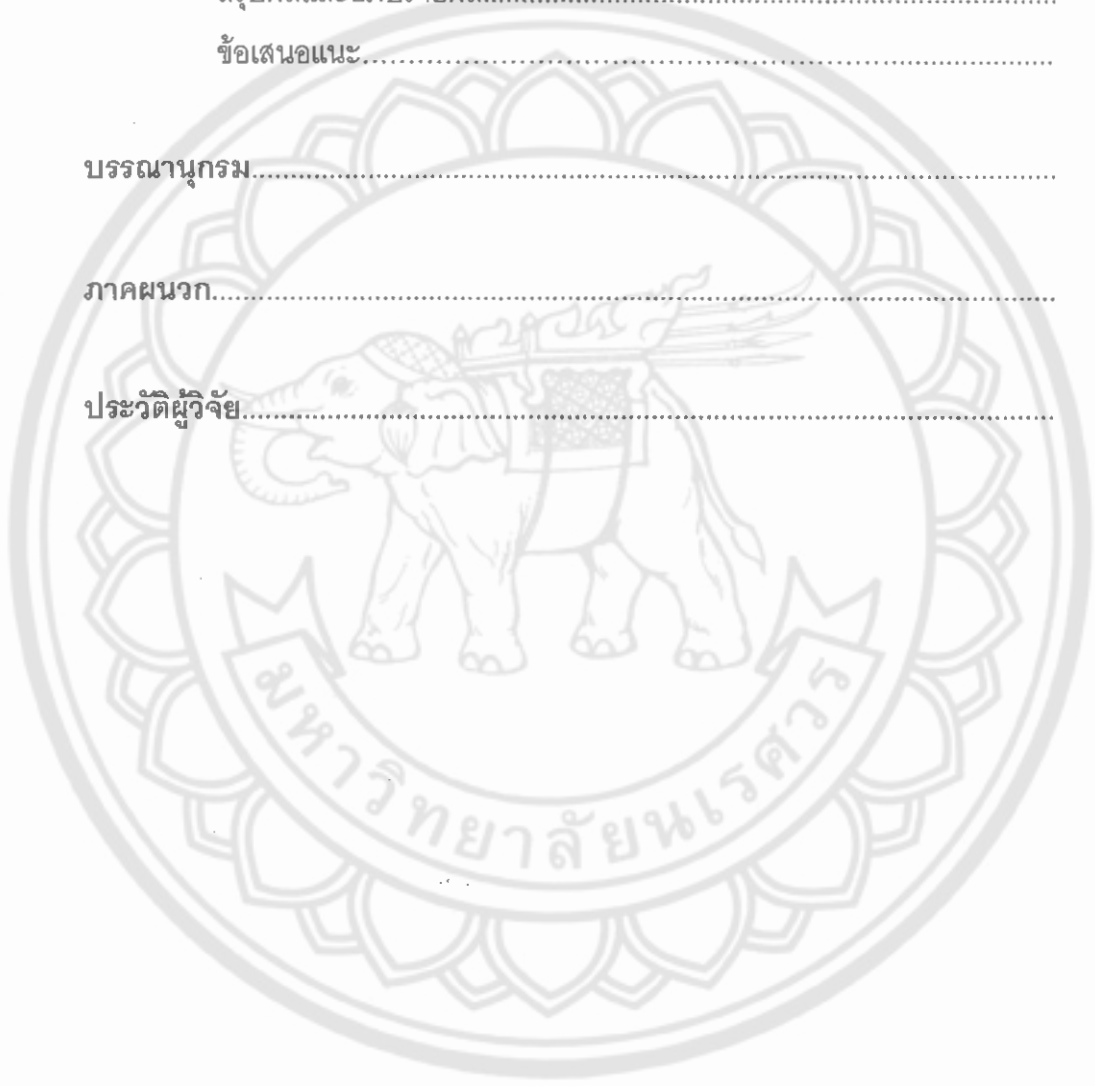 ข้อเสนอแนะ
บรรณานุกรม
ภาคผนวก
ประวัติผู้วิจัย
มหาวิทยาลัยนเรศวร